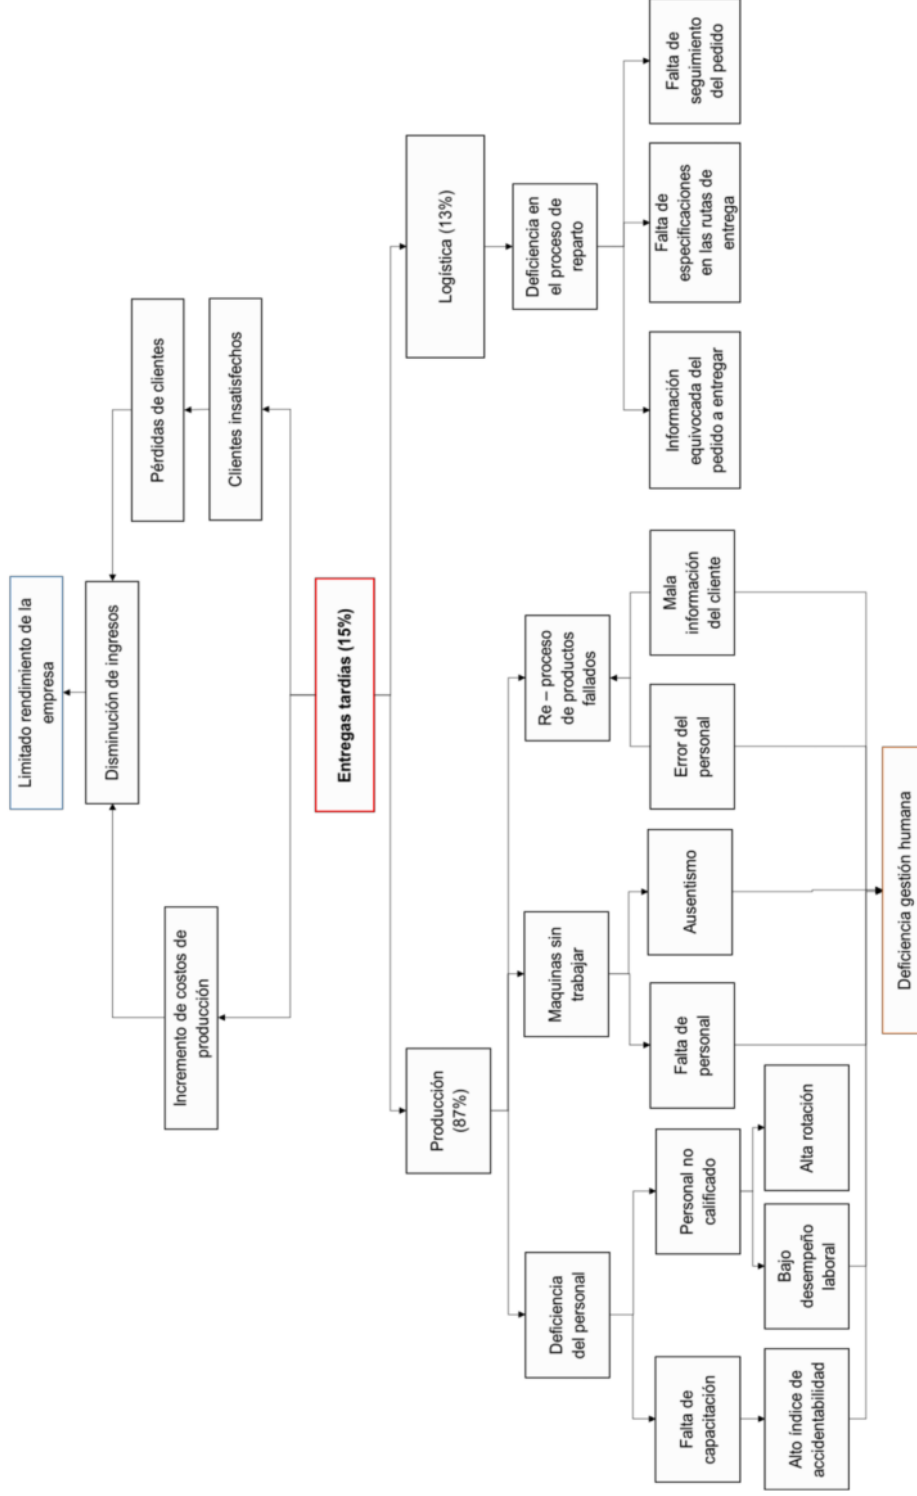 Limitado rendimiento de la
empresa
Disminución de ingresos
Incremento de costos de
producción
Pérdidas de clientes
Clientes insatisfechos
Entregas tardías (15%)
Producción
(87%)
Logística (13%)
Deficiencia
del personal
Maquinas sin
trabajar
Re – proceso
de productos
fallados
Deficiencia en
el proceso de
reparto
Falta de
capacitación
Personal no
calificado
Falta de
personal
Ausentismo
Error del
personal
Mala
información
del cliente
Información
equivocada del
pedido a entregar
Falta de
especificaciones
en las rutas de
entrega
Falta de
seguimiento
del pedido
Alto índice de
accidentabilidad
Bajo
desempeño
laboral
Alta rotación
Deficiencia gestión humana